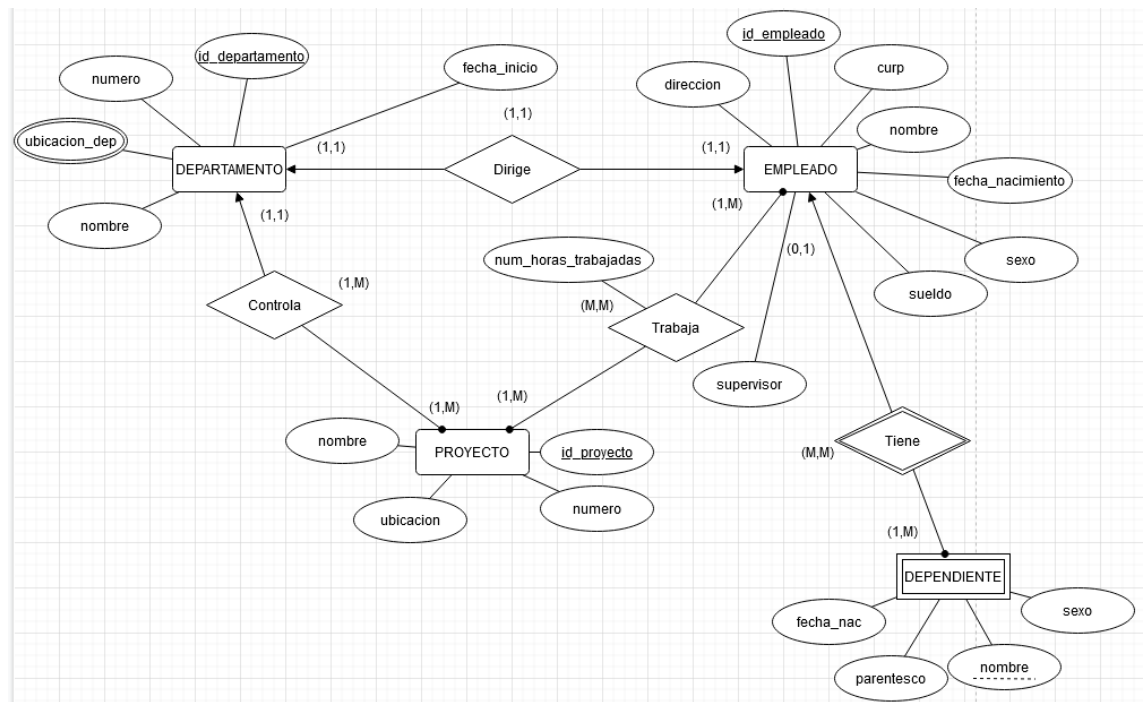 id_empleado
id_departamento
curp
fecha_inicio
numero
direccion
(1,1)
nombre
ubicacion_dep
(1,1)
(1,1)
DEPARTAMENTO
Dirige
EMPLEADO
fecha_nacimiento
(1,M)
(1,1)
nombre
(0,1)
num_horas_trabajadas
sexo
(1,M)
sueldo
Controla
(M,M)
Trabaja
supervisor
(1,M)
(1,M)
nombre
Tiene
PROYECTO
id_proyecto
(M,M)
numero
ubicacion
(1,M)
DEPENDIENTE
sexo
fecha_nac
nombre
parentesco